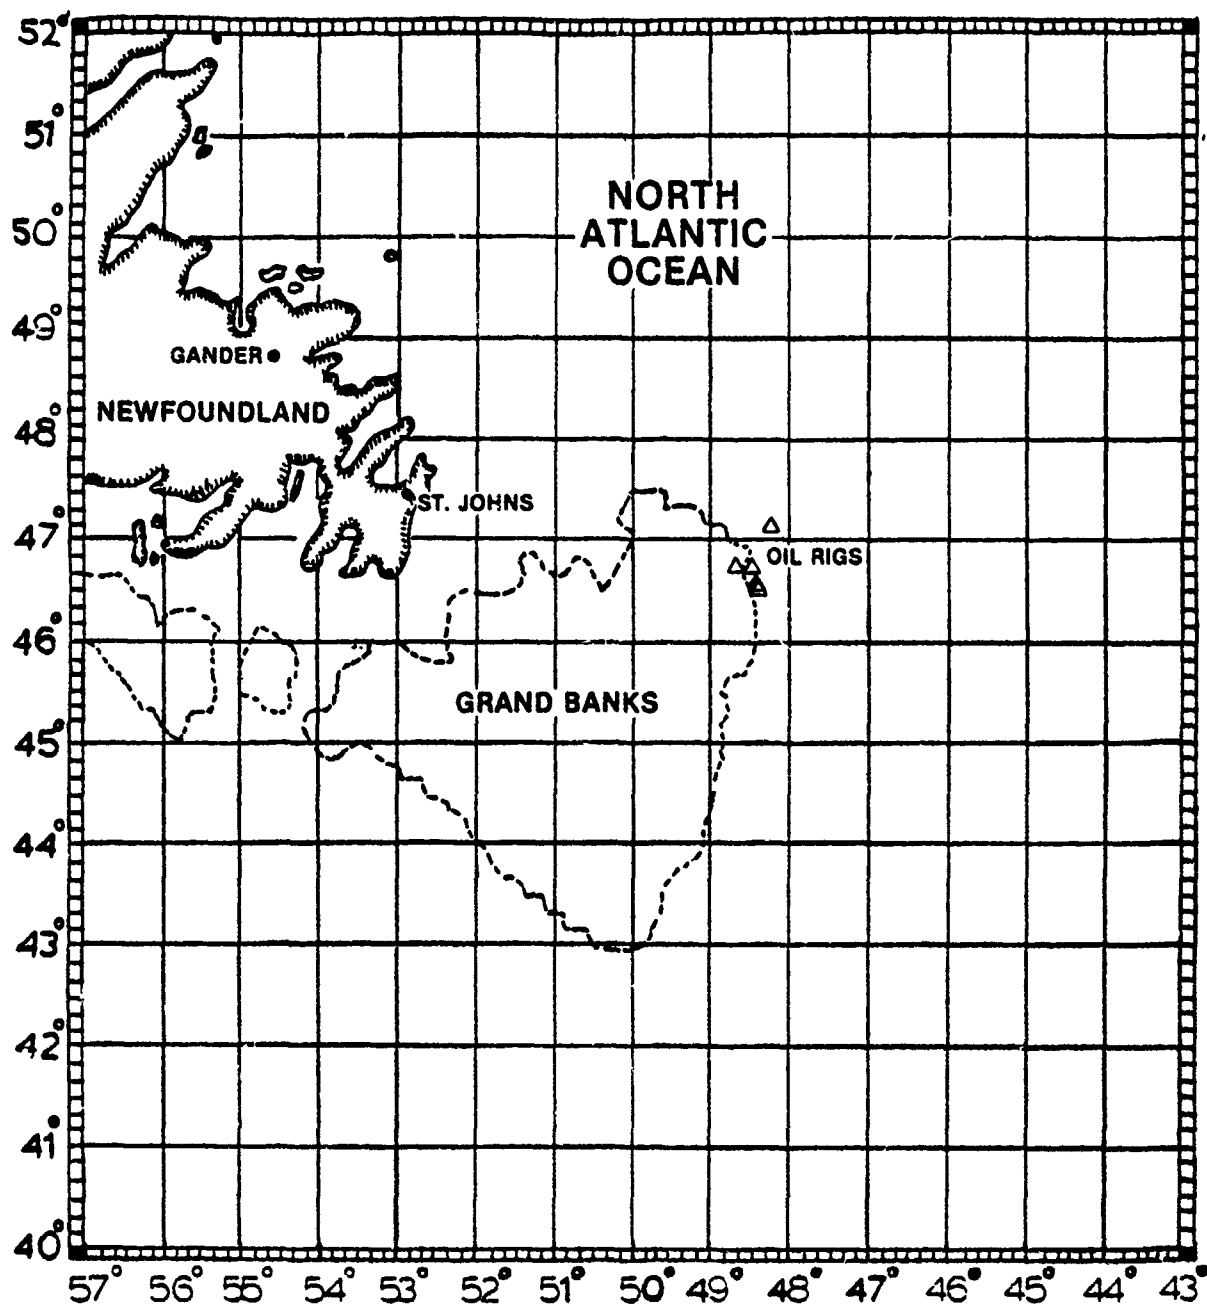 52°
51°
50°
49°
48°
47°
46°
45°
44°
43°
42°
41°
40°
NORTH
ATLANTIC
OCEAN
GANDER
NEWFOUNDLAND
ST. JOHNS
OIL RIGS
GRAND BANKS
57° 56° 55° 54° 53° 52° 51° 50° 49° 48° 47° 46° 45° 44° 43°